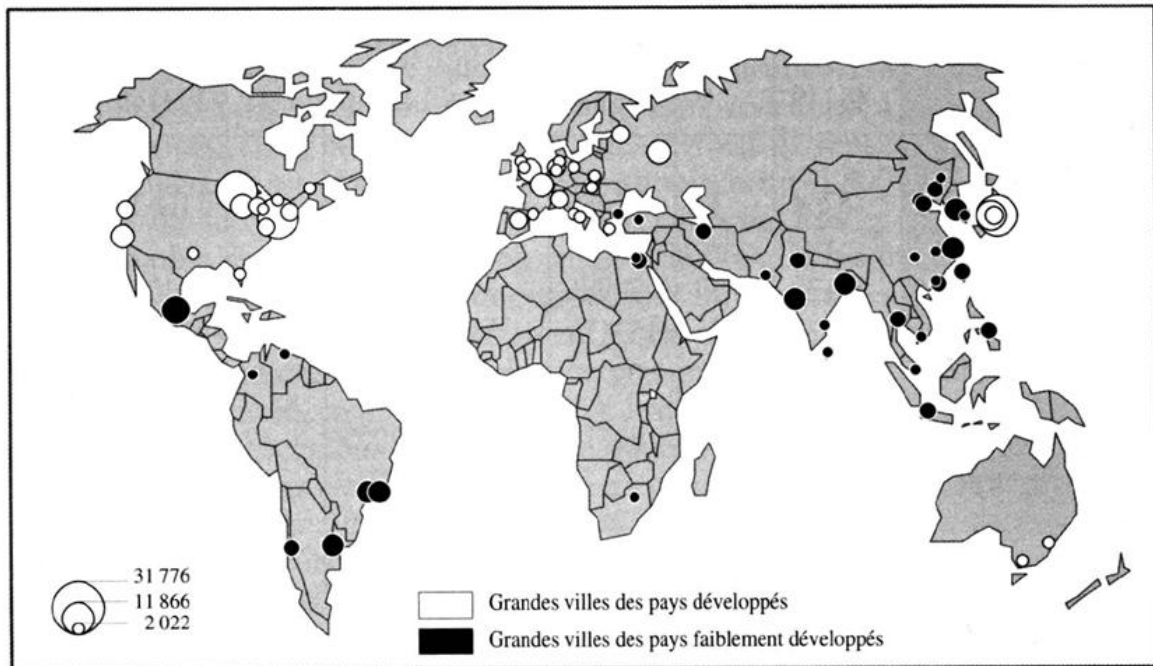 31 776
11 866
2 022
Grandes villes des pays développés
Grandes villes des pays faiblement développés